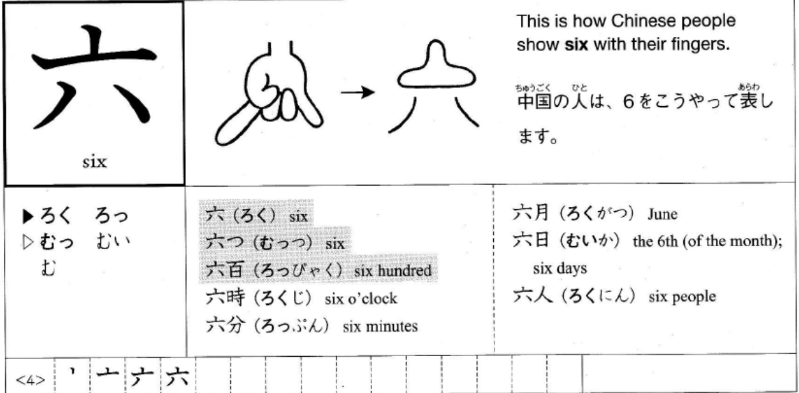 六
six
This is how Chinese people
show six with their fingers.
ちゅうごく ひと あらわ
中国の人は、6をこうやって表し
ます。
▶ろく ろっ
▷むっ むい
む
六（ろく） six
六つ（むっつ） six
六百（ろっぴゃく） six hundred
六時（ろくじ） six o'clock
六分（ろっぷん） six minutes
六月（ろくがつ） June
六日（むいか） the 6th (of the month);
six days
六人（ろくにん） six people
<4> 丶 亠 六 六